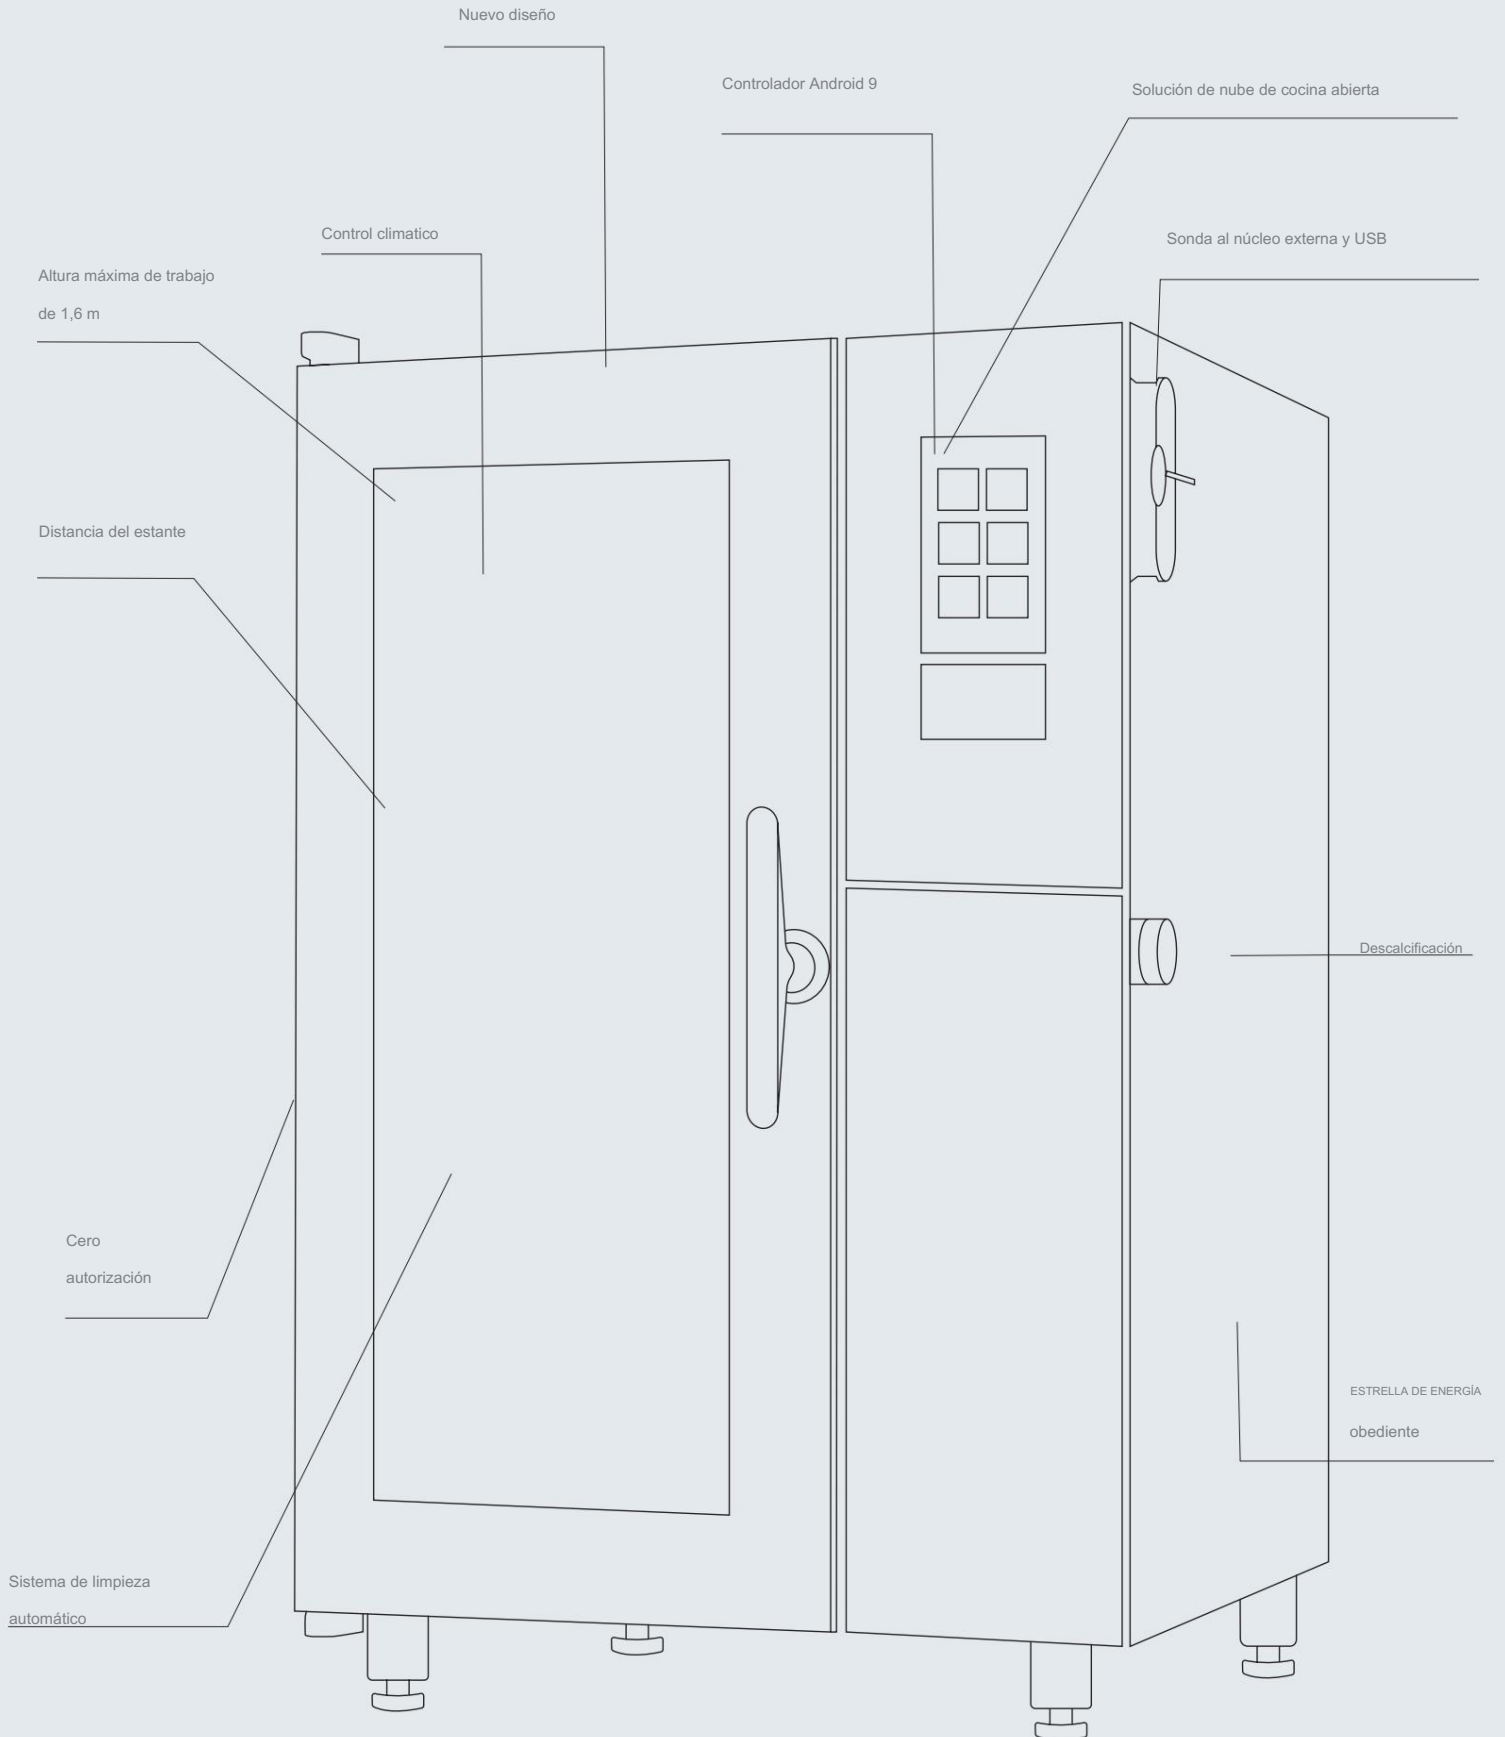 Nuevo diseño
Controlador Android 9
Solución de nube de cocina abierta
Control climatico
Sonda al núcleo externa y USB
Altura máxima de trabajo
de 1,6 m
Distancia del estante
Descalcificación
Cero
autorización
ESTRELLA DE ENERGÍA
obediente
Sistema de limpieza
automático